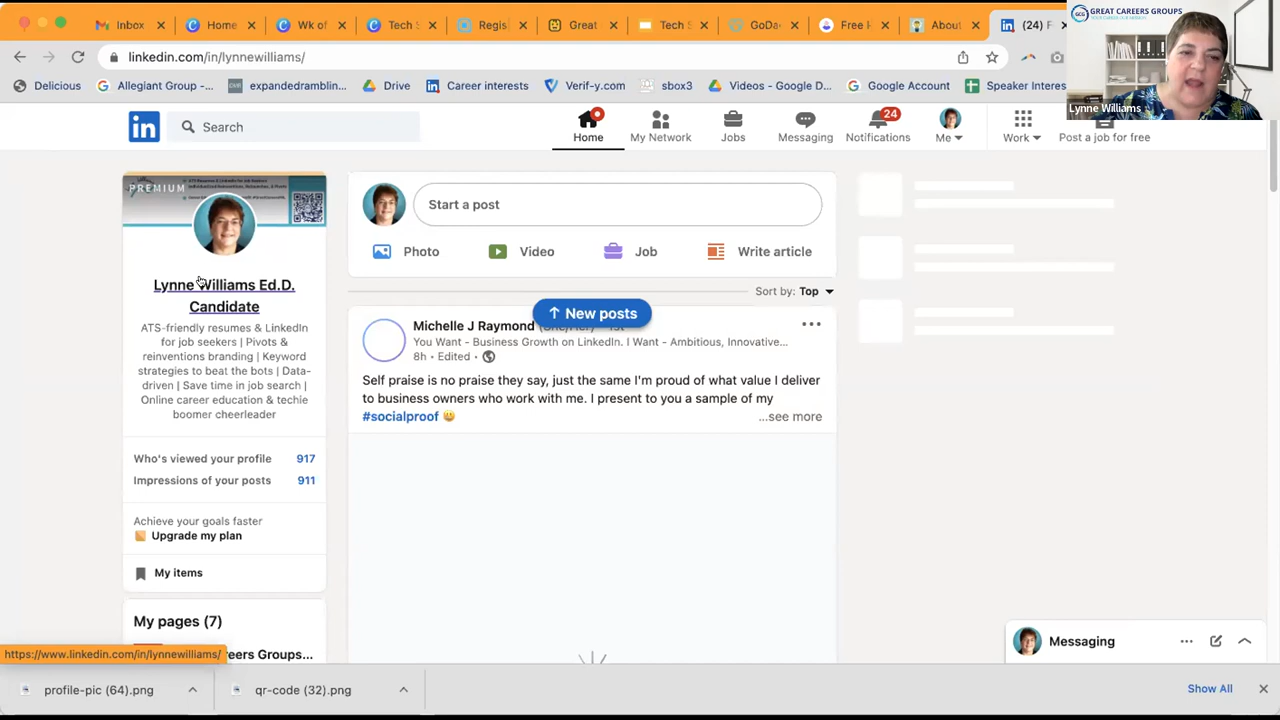 Inbox
Home
Wk of
Tech S
Regis
Great
Tech S
GoDa
Free
Abou
(24) F
GREAT CAREERS GROUPS
linkedin.com/in/lynnewilliams/
Lynne Williams
Delicious
Allegiant Group -...
expandedramblin...
Drive
Career interests
Verify-y.com
sbox3
Videos - Google D...
Google Account
Speaker Interes
in
Search
Home
My Network
Jobs
Messaging
24
Notifications
Me
Work
Post a job for free
PREMIUM
Lynne Williams Ed.D.
Candidate
ATS-friendly resumes & LinkedIn
for job seekers | Pivots &
reinventions branding | Keyword
strategies to beat the bots | Data-
driven | Save time in job search |
Online career education & techie
boomer cheerleader
Who's viewed your profile 917
Impressions of your posts 911
Achieve your goals faster
Upgrade my plan
My items
My pages (7)
reers Groups...
Start a post
Photo
Video
Job
Write article
Sort by: Top
↑ New posts
Michelle J Raymond
You Want - Business Growth on LinkedIn. I Want - Ambitious, Innovative...
8h • Edited •
Self praise is no praise they say, just the same I'm proud of what value I deliver
to business owners who work with me. I present to you a sample of my
#socialproof 😀
...see more
Messaging
https://www.linkedin.com/in/lynnewilliams/
profile-pic (64).png
qr-code (32).png
Show All